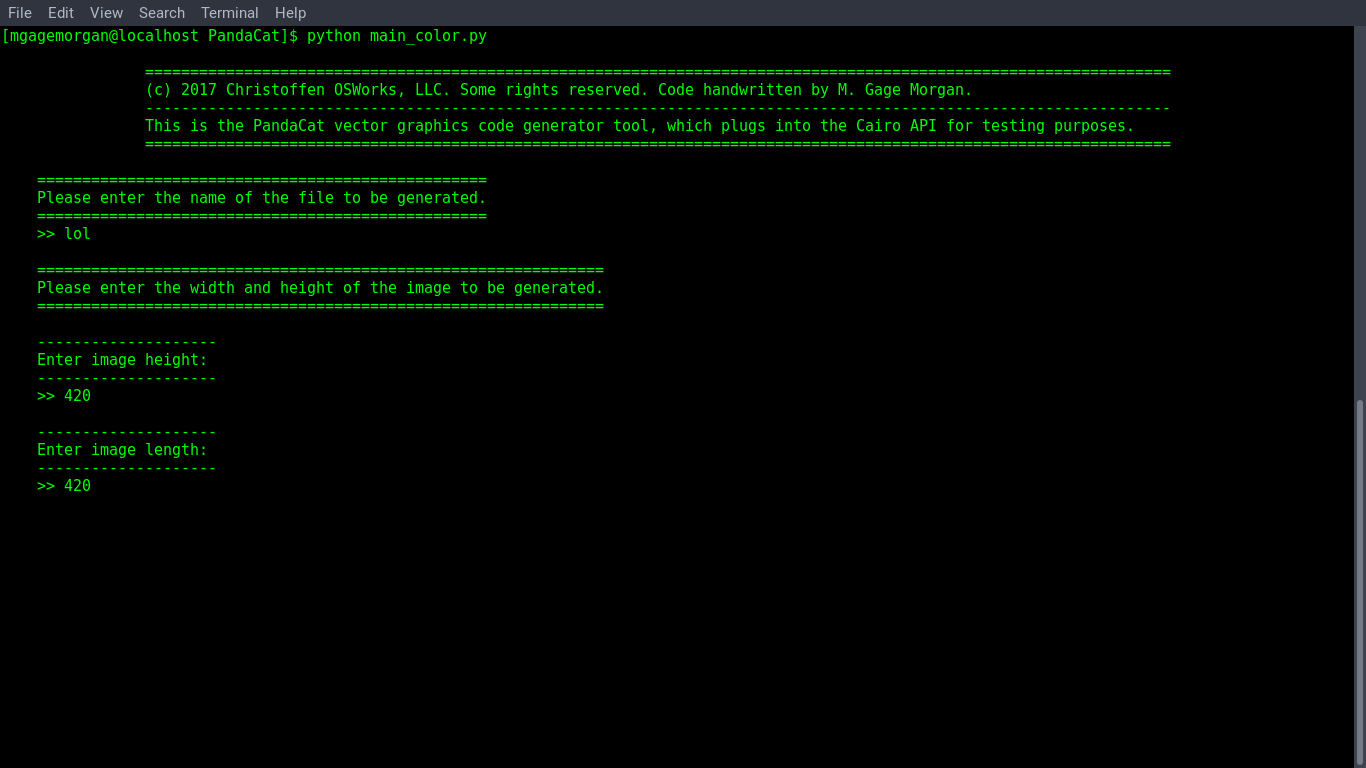 File Edit View Search Terminal Help
[mgagemorgan@localhost PandaCat]$ python main_color.py
==================================================================================================================
(c) 2017 Christoffen OSWorks, LLC. Some rights reserved. Code handwritten by M. Gage Morgan.
------------------------------------------------------------------------------------------------------------------
This is the PandaCat vector graphics code generator tool, which plugs into the Cairo API for testing purposes.
==================================================================================================================
==================================================
Please enter the name of the file to be generated.
==================================================
>> lol
===============================================================
Please enter the width and height of the image to be generated.
===============================================================
--------------------
Enter image height:
--------------------
>> 420
--------------------
Enter image length:
--------------------
>> 420